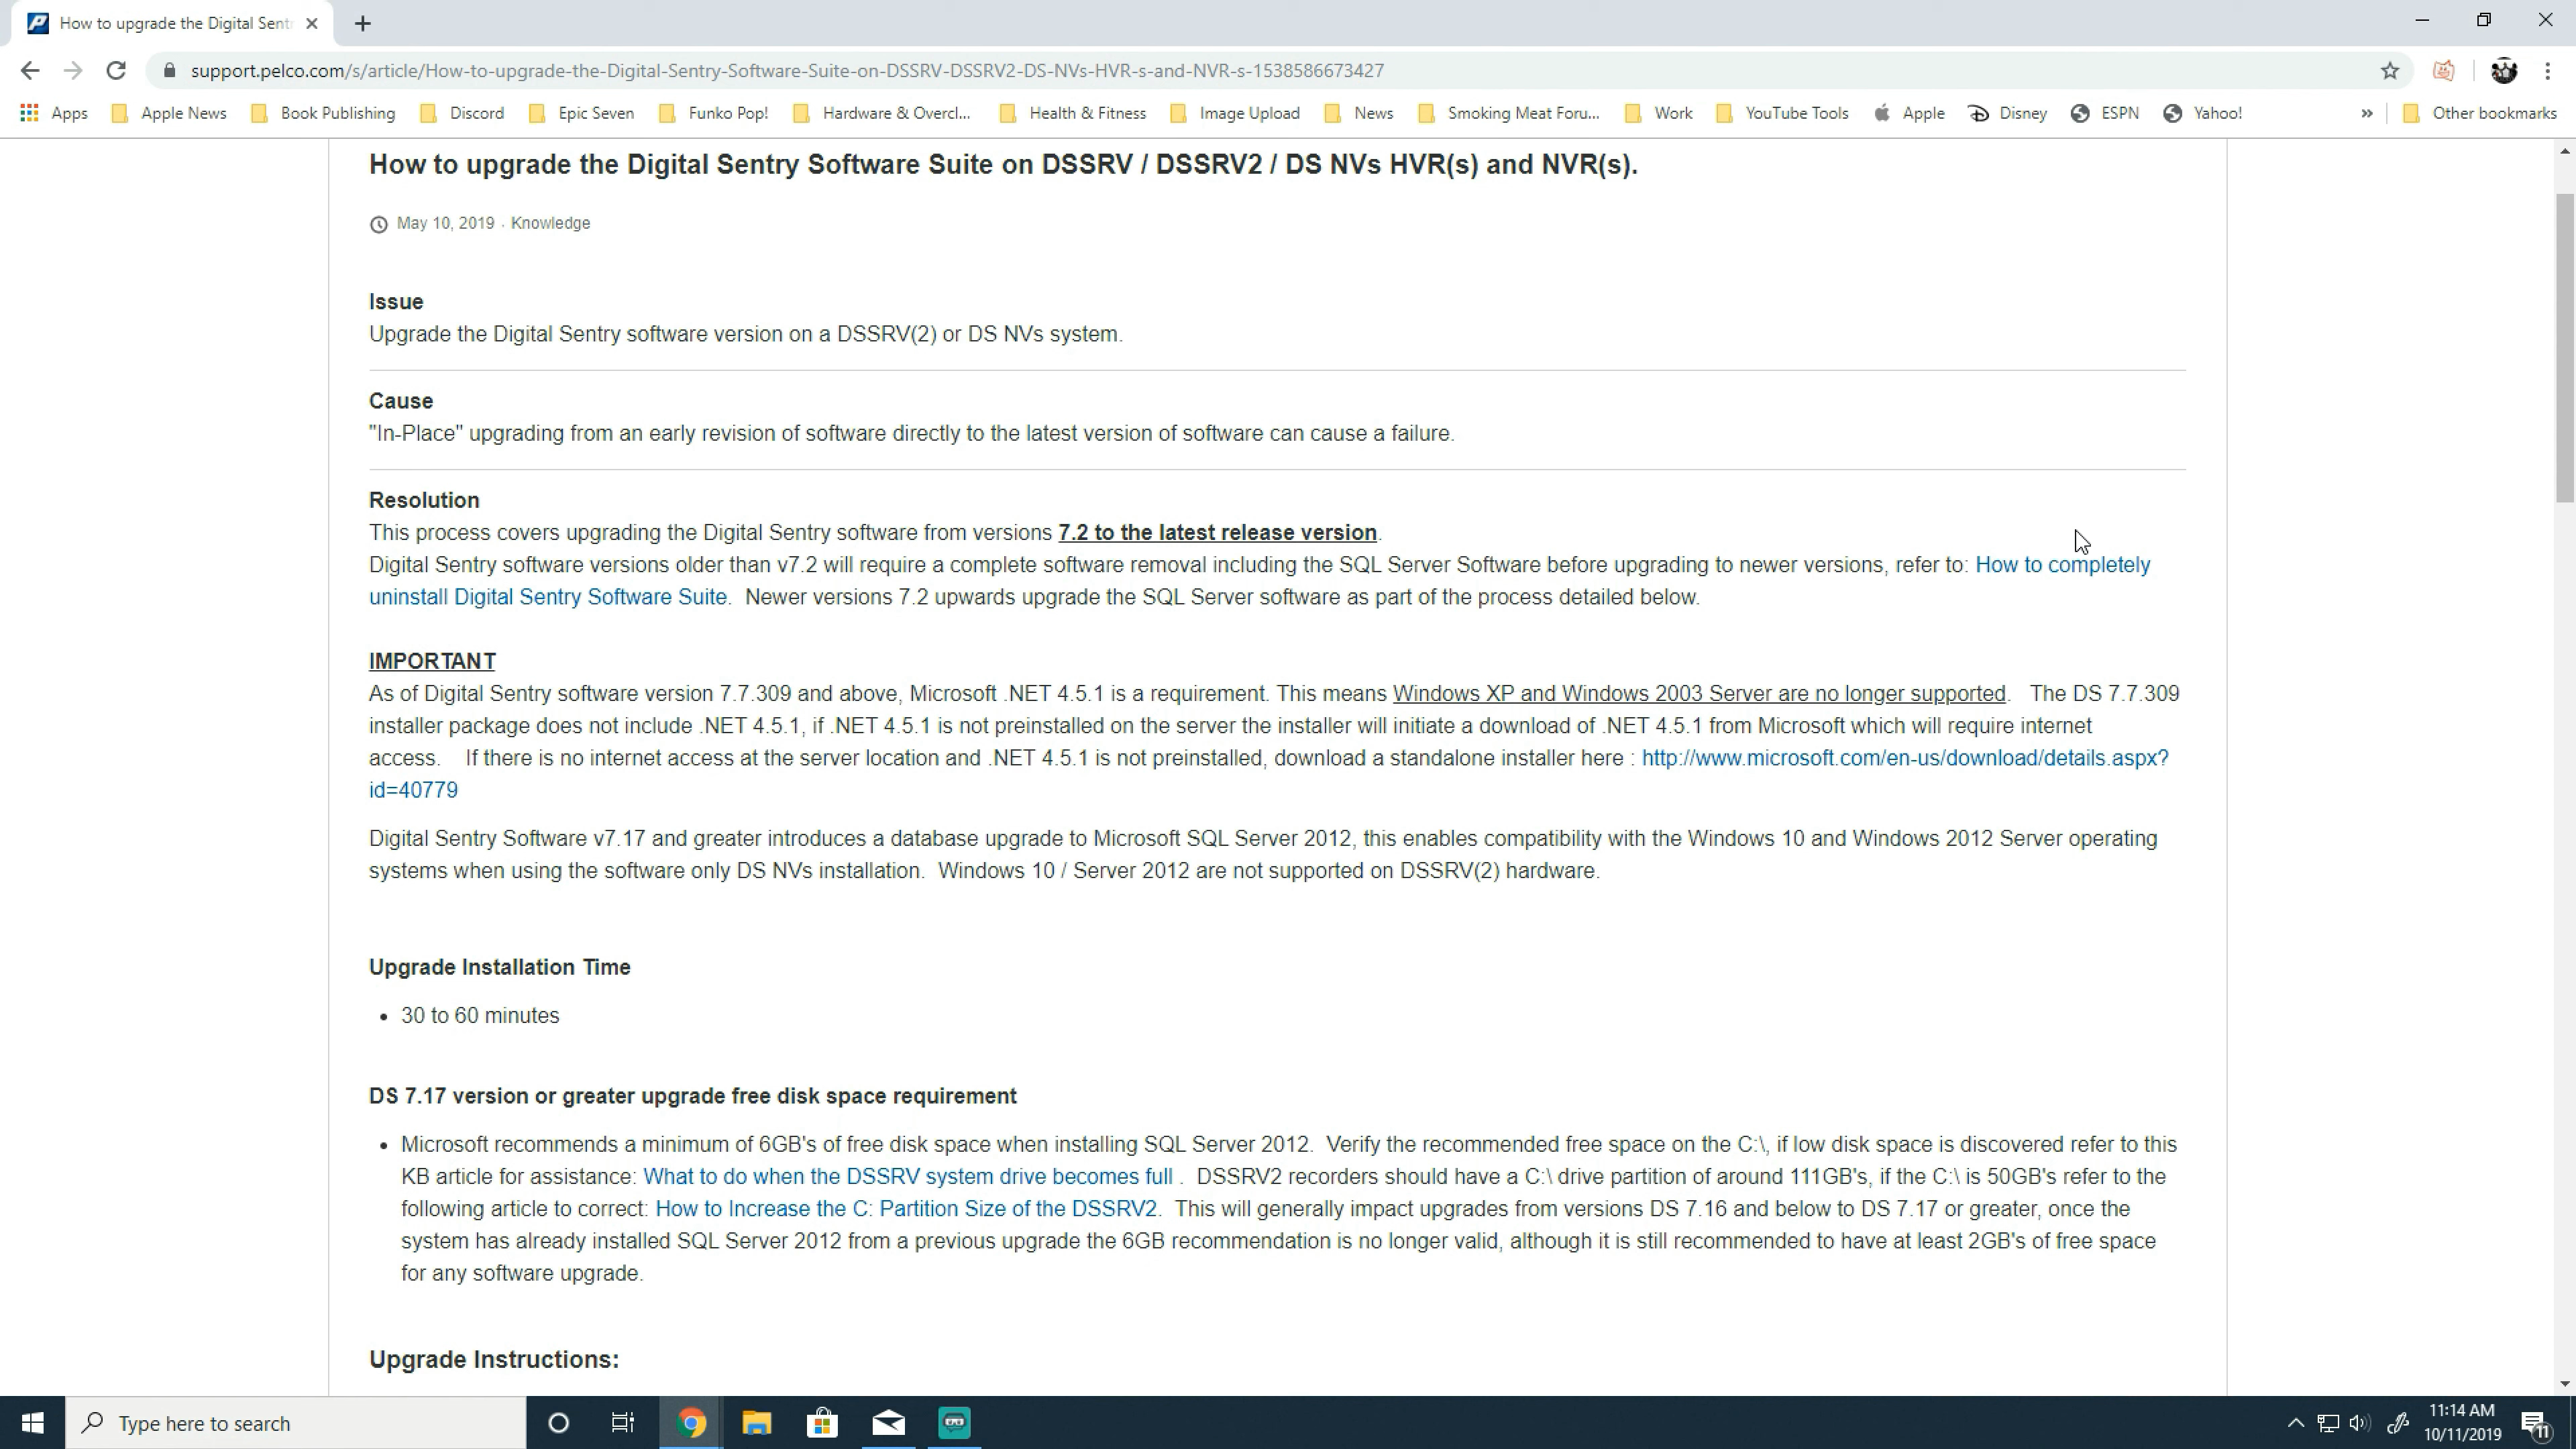 How to upgrade the Digital Sent
support.pelco.com/s/article/How-to-upgrade-the-Digital-Sentry-Software-Suite-on-DSSRV-DSSRV2-DS-NVs-HVR-s-and-NVR-s-1538586673427
Apps Apple News Book Publishing Discord Epic Seven Funko Pop! Hardware & Overcl... Health & Fitness Image Upload News Smoking Meat Foru... Work YouTube Tools Apple Disney ESPN Yahoo! » Other bookmarks
How to upgrade the Digital Sentry Software Suite on DSSRV / DSSRV2 / DS NVs HVR(s) and NVR(s).
May 10, 2019 · Knowledge
Issue
Upgrade the Digital Sentry software version on a DSSRV(2) or DS NVs system.
Cause
"In-Place" upgrading from an early revision of software directly to the latest version of software can cause a failure.
Resolution
This process covers upgrading the Digital Sentry software from versions 7.2 to the latest release version.
Digital Sentry software versions older than v7.2 will require a complete software removal including the SQL Server Software before upgrading to newer versions, refer to: How to completely
uninstall Digital Sentry Software Suite.  Newer versions 7.2 upwards upgrade the SQL Server software as part of the process detailed below.
IMPORTANT
As of Digital Sentry software version 7.7.309 and above, Microsoft .NET 4.5.1 is a requirement. This means Windows XP and Windows 2003 Server are no longer supported.   The DS 7.7.309
installer package does not include .NET 4.5.1, if .NET 4.5.1 is not preinstalled on the server the installer will initiate a download of .NET 4.5.1 from Microsoft which will require internet
access.    If there is no internet access at the server location and .NET 4.5.1 is not preinstalled, download a standalone installer here : http://www.microsoft.com/en-us/download/details.aspx?
id=40779
Digital Sentry Software v7.17 and greater introduces a database upgrade to Microsoft SQL Server 2012, this enables compatibility with the Windows 10 and Windows 2012 Server operating
systems when using the software only DS NVs installation.  Windows 10 / Server 2012 are not supported on DSSRV(2) hardware.
Upgrade Installation Time
• 30 to 60 minutes
DS 7.17 version or greater upgrade free disk space requirement
• Microsoft recommends a minimum of 6GB's of free disk space when installing SQL Server 2012.  Verify the recommended free space on the C:\, if low disk space is discovered refer to this
KB article for assistance: What to do when the DSSRV system drive becomes full .  DSSRV2 recorders should have a C:\ drive partition of around 111GB's, if the C:\ is 50GB's refer to the
following article to correct: How to Increase the C: Partition Size of the DSSRV2.  This will generally impact upgrades from versions DS 7.16 and below to DS 7.17 or greater, once the
system has already installed SQL Server 2012 from a previous upgrade the 6GB recommendation is no longer valid, although it is still recommended to have at least 2GB's of free space
for any software upgrade.
Upgrade Instructions:
Type here to search
11:14 AM
10/11/2019
11